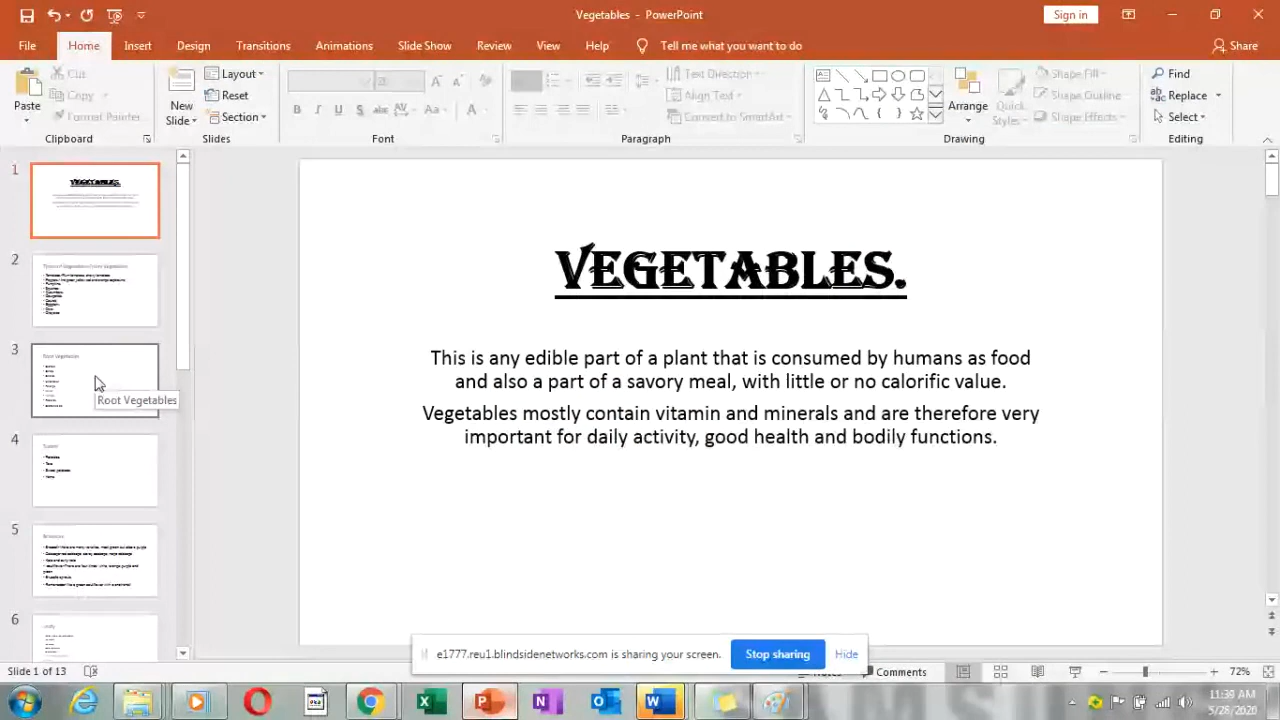 Vegetables - PowerPoint
Sign in
File Home Insert Design Transitions Animations Slide Show Review View Help Tell me what you want to do Share
Cut
Copy
Format Painter
Paste
Clipboard
New Slide
Layout
Reset
Section
Slides
Font
Text Direction
Align Text
Convert to SmartArt
Paragraph
Arrange
Quick Styles
Shape Fill
Shape Outline
Shape Effects
Drawing
Find
Replace
Select
Editing
1
VEGETABLES.
2
3
Root Vegetables
4
5
6
VEGETABLES.
This is any edible part of a plant that is consumed by humans as food
and also a part of a savory meal, with little or no calorific value.
Vegetables mostly contain vitamin and minerals and are therefore very
important for daily activity, good health and bodily functions.
e1777.reu1.blindsidenetworks.com is sharing your screen.
Stop sharing
Hide
Slide 1 of 13
Comments
72%
11:39 AM